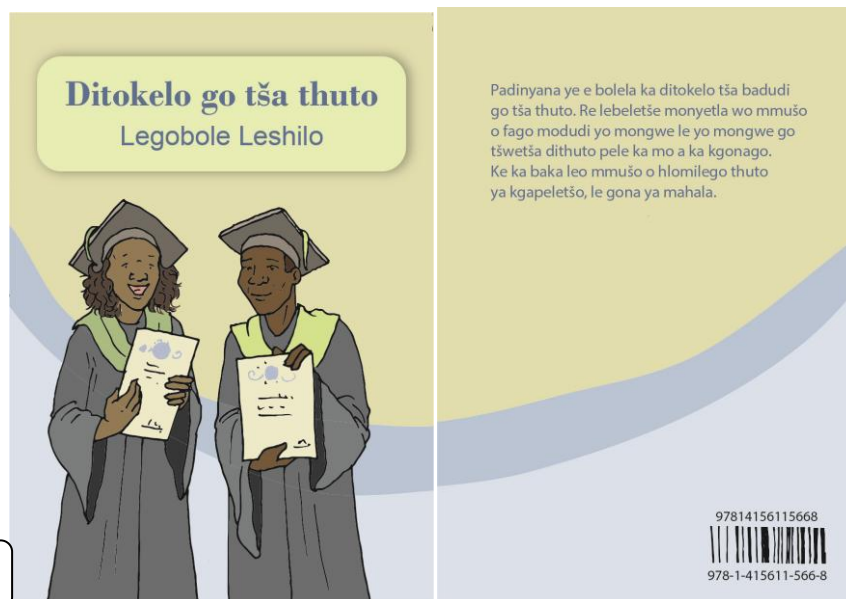 Ditokelo go tša thuto
Legobole Leshilo
Padinyana ye e bolela ka ditokelo tša badudi
go tša thuto. Re lebeletše monyetla wo mmušo
o fago modudi yo mongwe le yo mongwe go
tšwetša dithuto pele ka mo a ka kgonago.
Ke ka baka leo mmušo o hlomilego thuto
ya kgapeletšo, le gona ya mahala.
97814156115668
978-1-415611-566-8